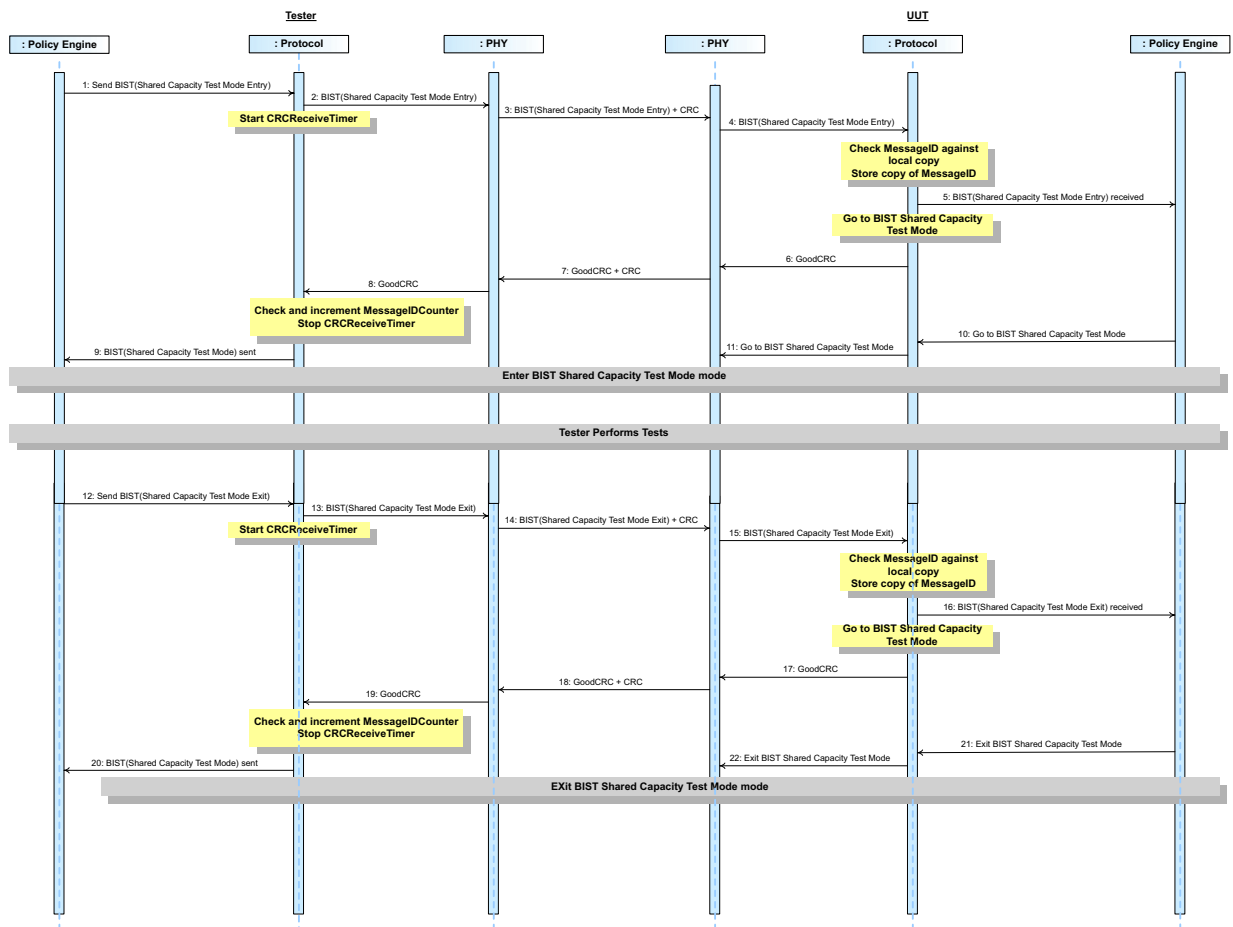 Tester
UUT
: Policy Engine
: Protocol
: PHY
: PHY
: Protocol
: Policy Engine
1: Send BIST(Shared Capacity Test Mode Entry)
2: BIST(Shared Capacity Test Mode Entry)
Start CRCReceiveTimer
3: BIST(Shared Capacity Test Mode Entry) + CRC
4: BIST(Shared Capacity Test Mode Entry)
Check MessageID against
local copy
Store copy of MessageID
5: BIST(Shared Capacity Test Mode Entry) received
Go to BIST Shared Capacity
Test Mode
6: GoodCRC
7: GoodCRC + CRC
8: GoodCRC
Check and increment MessageIDCounter
Stop CRCReceiveTimer
9: BIST(Shared Capacity Test Mode) sent
10: Go to BIST Shared Capacity Test Mode
11: Go to BIST Shared Capacity Test Mode
Enter BIST Shared Capacity Test Mode mode
Tester Performs Tests
12: Send BIST(Shared Capacity Test Mode Exit)
13: BIST(Shared Capacity Test Mode Exit)
Start CRCReceiveTimer
14: BIST(Shared Capacity Test Mode Exit) + CRC
15: BIST(Shared Capacity Test Mode Exit)
Check MessageID against
local copy
Store copy of MessageID
16: BIST(Shared Capacity Test Mode Exit) received
Go to BIST Shared Capacity
Test Mode
17: GoodCRC
18: GoodCRC + CRC
19: GoodCRC
Check and increment MessageIDCounter
Stop CRCReceiveTimer
20: BIST(Shared Capacity Test Mode) sent
21: Exit BIST Shared Capacity Test Mode
22: Exit BIST Shared Capacity Test Mode
EXit BIST Shared Capacity Test Mode mode